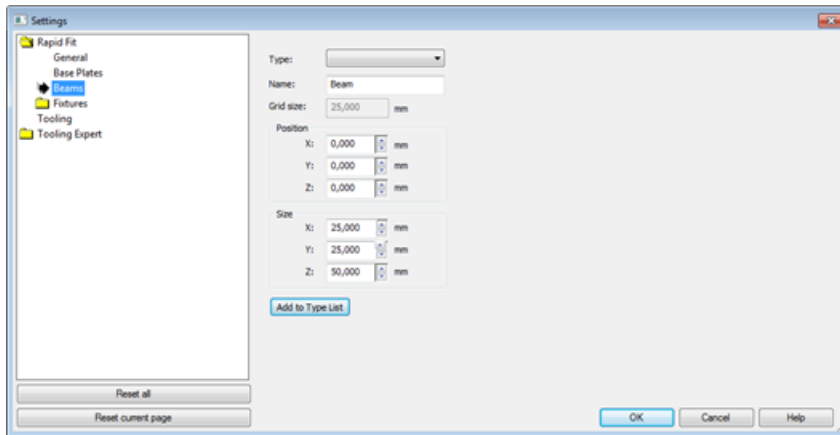 Settings
Rapid Fit
General
Base Plates
Beams
Fixtures
Tooling
Tooling Expert
Reset all
Reset current page
Type:
Name: Beam
Grid size: 25,000 mm
Position
X: 0,000 mm
Y: 0,000 mm
Z: 0,000 mm
Size
X: 25,000 mm
Y: 25,000 mm
Z: 50,000 mm
Add to Type List
OK Cancel Help